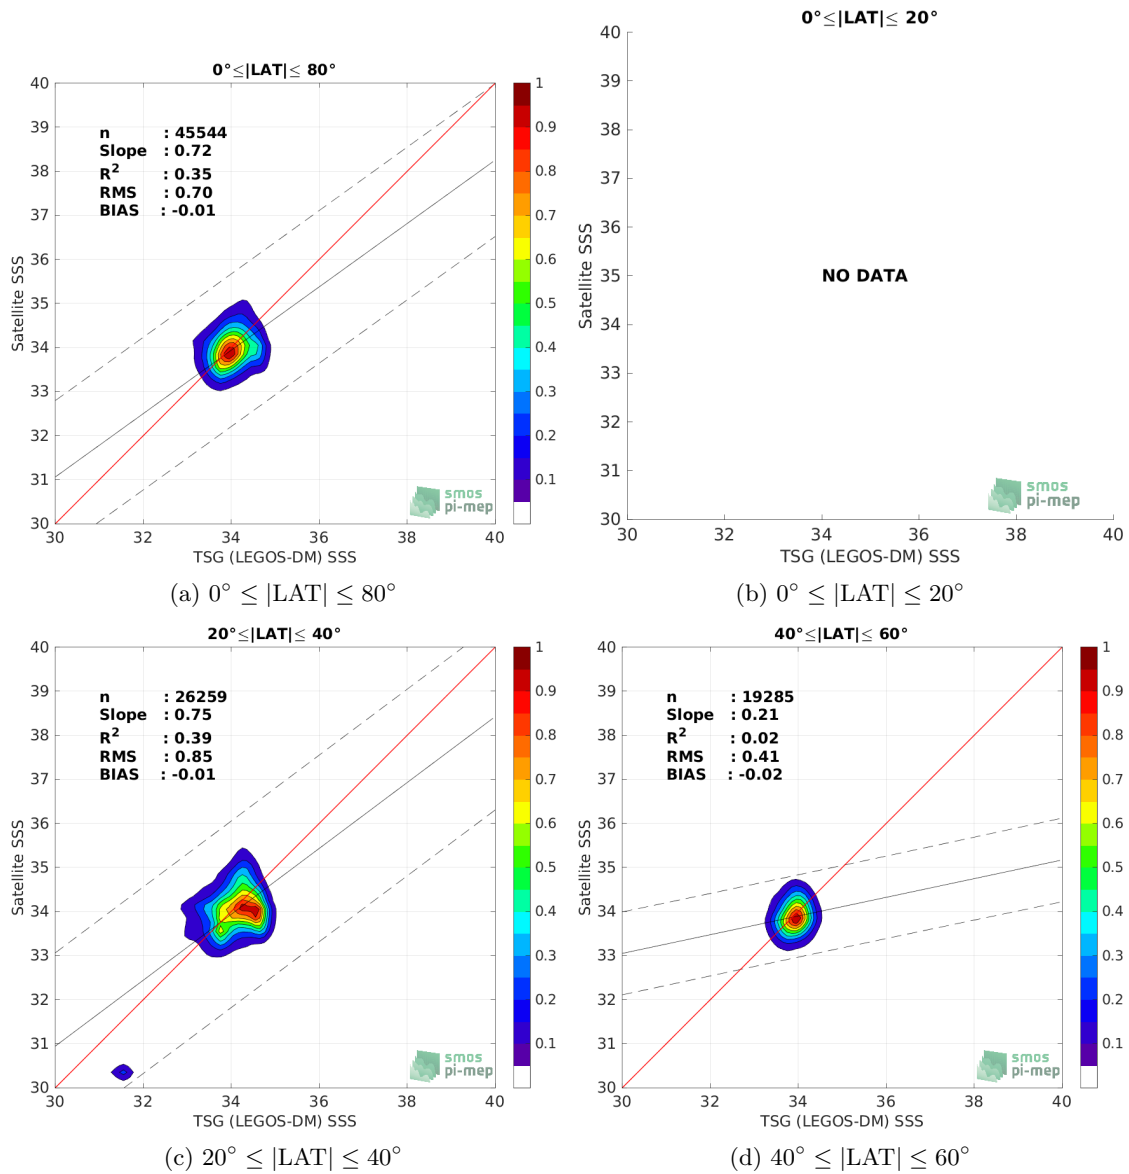 0°≤|LAT|≤ 80°
40
39
38
37
36
35
34
33
32
31
30
Satellite SSS
n : 45544
Slope : 0.72
R² : 0.35
RMS : 0.70
BIAS : -0.01
smos
pi-mep
30 32 34 36 38 40
TSG (LEGOS-DM) SSS
1
0.9
0.8
0.7
0.6
0.5
0.4
0.3
0.2
0.1
(a) 0° ≤ |LAT| ≤ 80°
0°≤|LAT|≤ 20°
40
39
38
37
36
35
34
33
32
31
30
Satellite SSS
NO DATA
smos
pi-mep
30 32 34 36 38 40
TSG (LEGOS-DM) SSS
(b) 0° ≤ |LAT| ≤ 20°
20°≤|LAT|≤ 40°
40
39
38
37
36
35
34
33
32
31
30
Satellite SSS
n : 26259
Slope : 0.75
R² : 0.39
RMS : 0.85
BIAS : -0.01
smos
pi-mep
30 32 34 36 38 40
TSG (LEGOS-DM) SSS
1
0.9
0.8
0.7
0.6
0.5
0.4
0.3
0.2
0.1
(c) 20° ≤ |LAT| ≤ 40°
40°≤|LAT|≤ 60°
40
39
38
37
36
35
34
33
32
31
30
Satellite SSS
n : 19285
Slope : 0.21
R² : 0.02
RMS : 0.41
BIAS : -0.02
smos
pi-mep
30 32 34 36 38 40
TSG (LEGOS-DM) SSS
1
0.9
0.8
0.7
0.6
0.5
0.4
0.3
0.2
0.1
(d) 40° ≤ |LAT| ≤ 60°